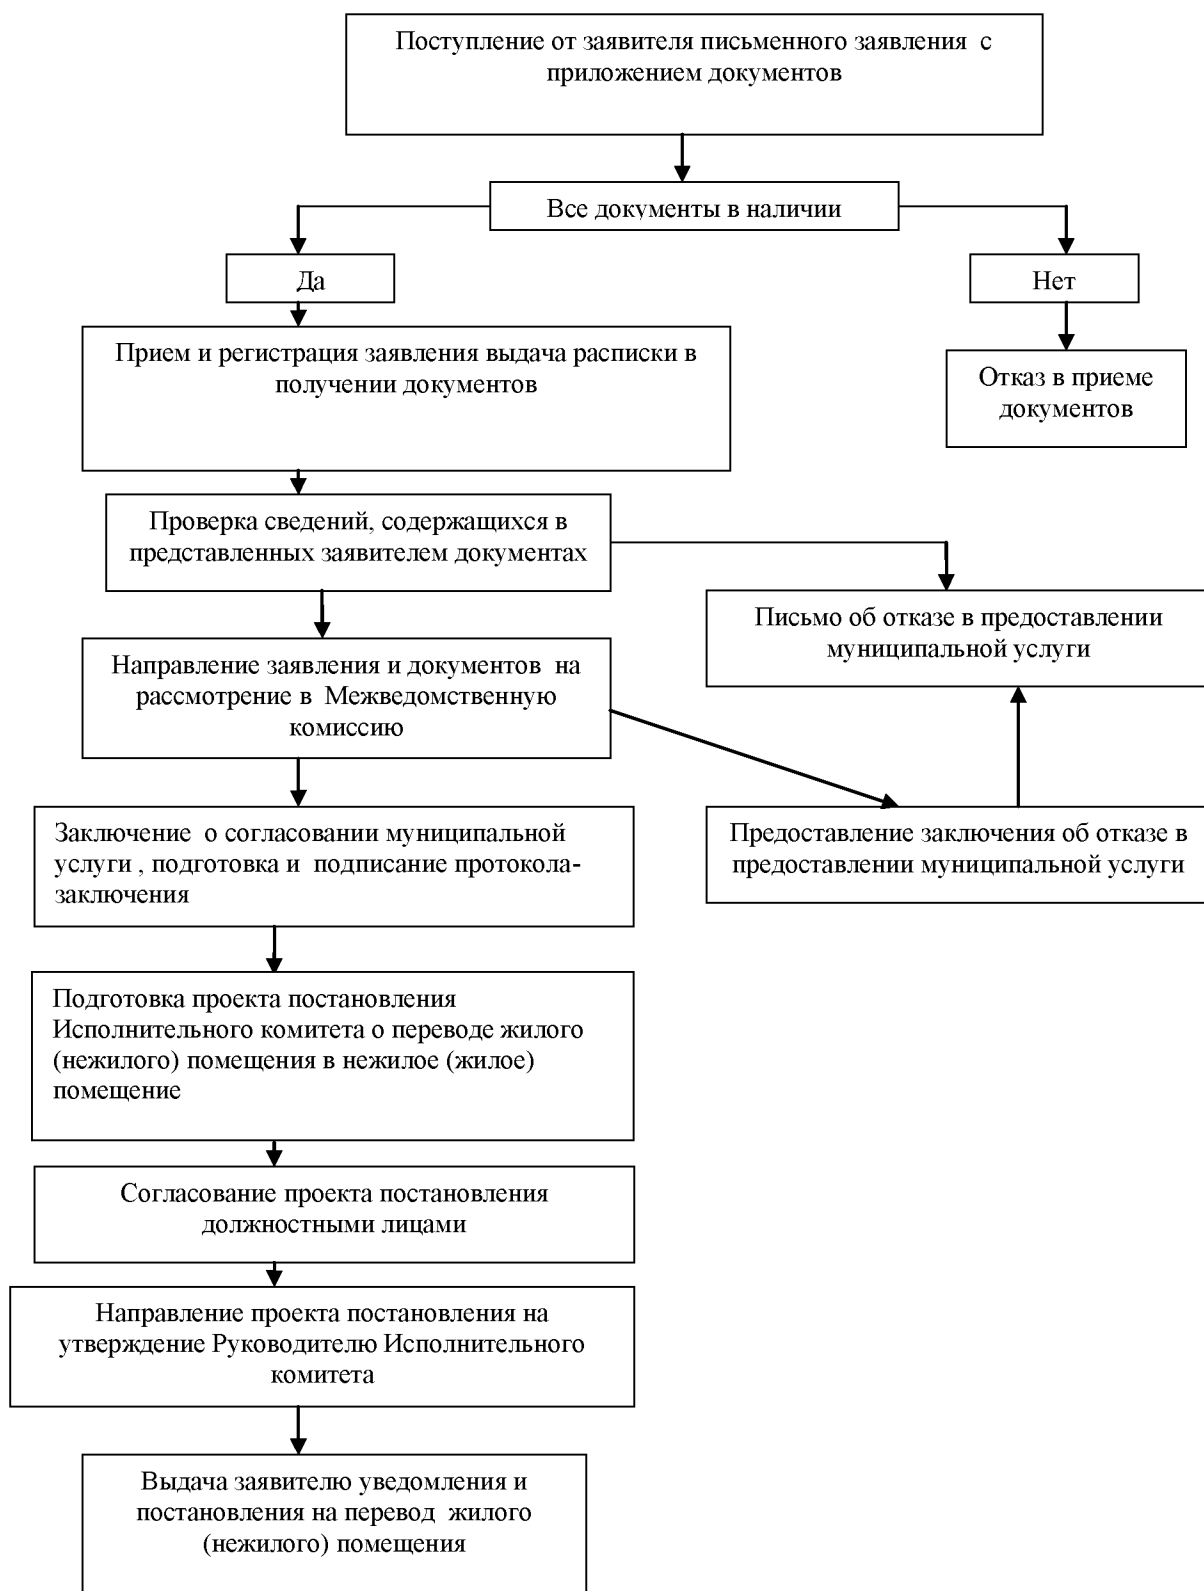 Поступление от заявителя письменного заявления с
приложением документов
Все документы в наличии
Да
Нет
Прием и регистрация заявления выдача расписки в
получении документов
Отказ в приеме
документов
Проверка сведений, содержащихся в
представленных заявителем документах
Письмо об отказе в предоставлении
муниципальной услуги
Направление заявления и документов на
рассмотрение в Межведомственную
комиссию
Заключение о согласовании муниципальной
услуги , подготовка и подписание протокола-
заключения
Предоставление заключения об отказе в
предоставлении муниципальной услуги
Подготовка проекта постановления
Исполнительного комитета о переводе жилого
(нежилого) помещения в нежилое (жилое)
помещение
Согласование проекта постановления
должностными лицами
Направление проекта постановления на
утверждение Руководителю Исполнительного
комитета
Выдача заявителю уведомления и
постановления на перевод жилого
(нежилого) помещения